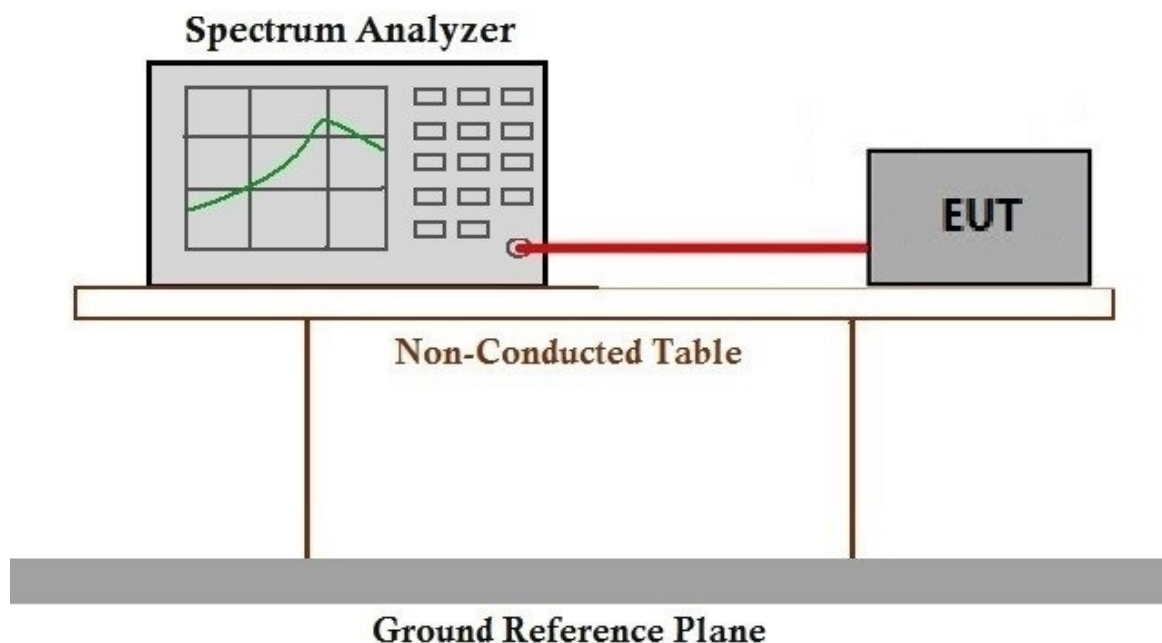 Spectrum Analyzer
EUT
Non-Conducted Table
Ground Reference Plane